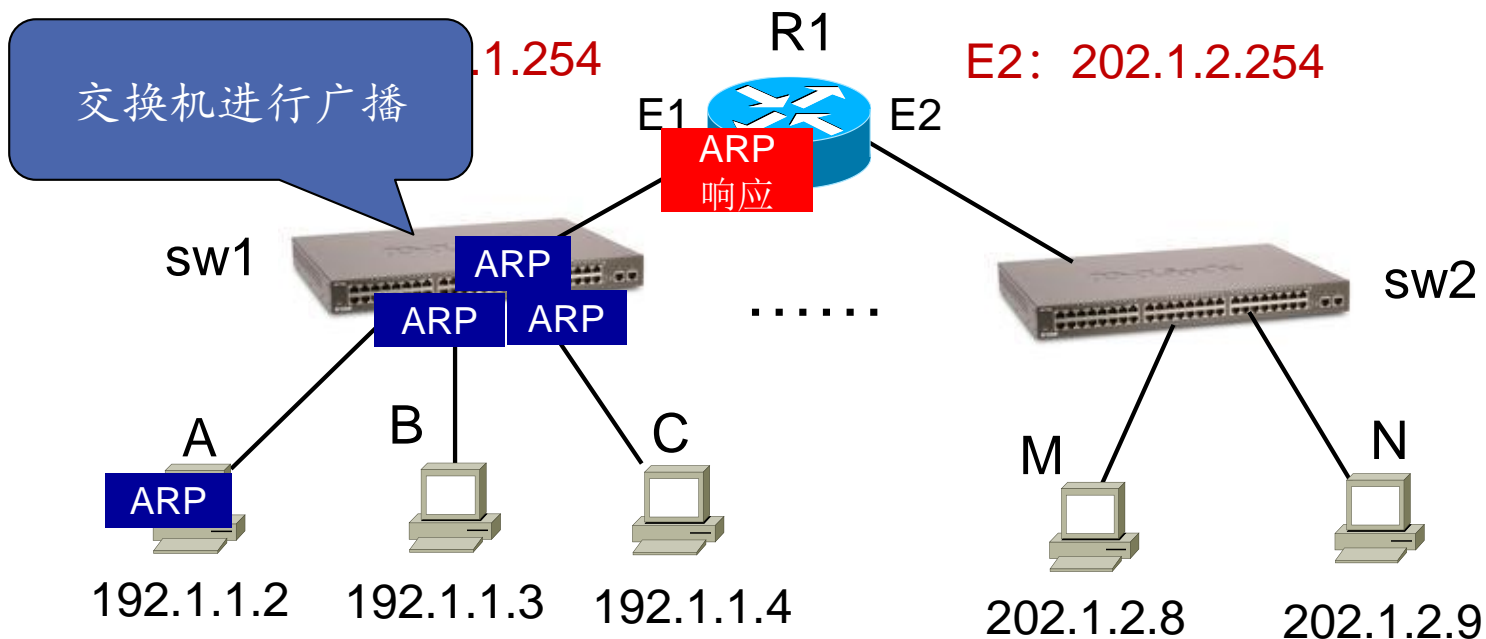 R1
.1.254
E2：202.1.2.254
交换机进行广播
E1
E2
ARP
响应
sw1
ARP
ARP
ARP
......
sw2
A
B
C
M
N
ARP
192.1.1.2
192.1.1.3
192.1.1.4
202.1.2.8
202.1.2.9